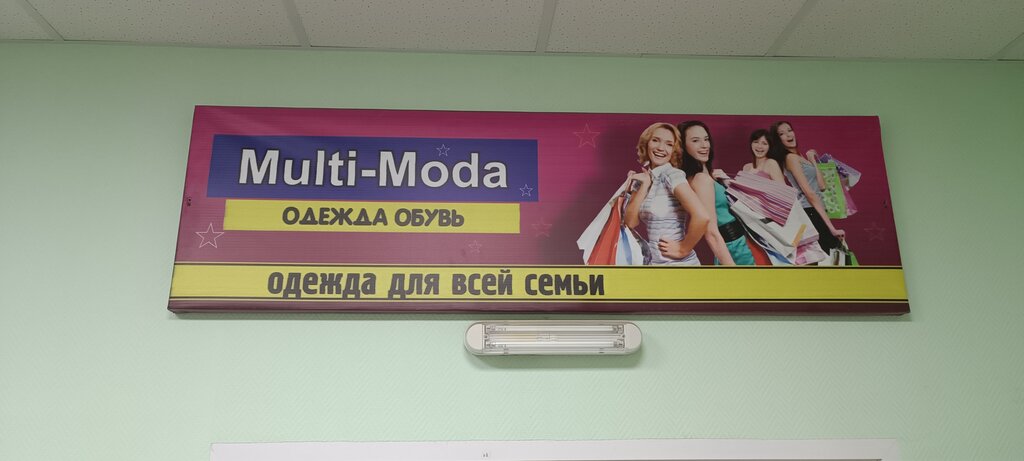 Multi-Moda
ОДЕЖДА ОБУВЬ
одежда для всей семьи